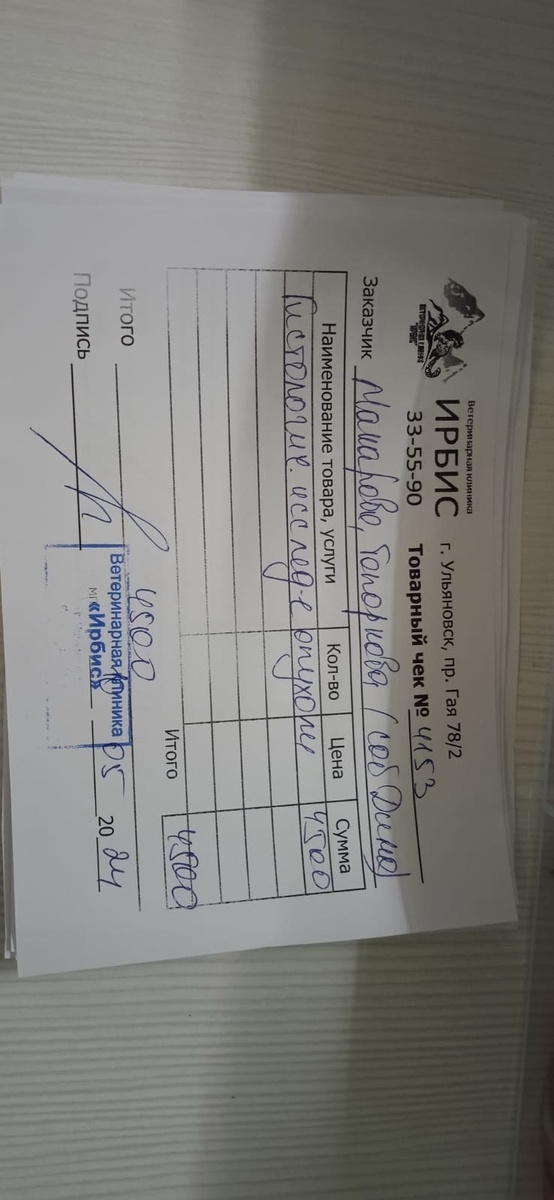 Ветеринарная клиника
ИРБИС г. Ульяновск, пр. Гая 78/2
33-55-90 Товарный чек № 4153
Заказчик Макарова, Топоркова (соб Дина)
Наименование товара, услуги Кол-во Цена Сумма
Гистологич. исслед-е опухоли 4500
Итого 4500
Итого 4500
Ветеринарная клиника
«Ирбис»
Подпись 05 20 24